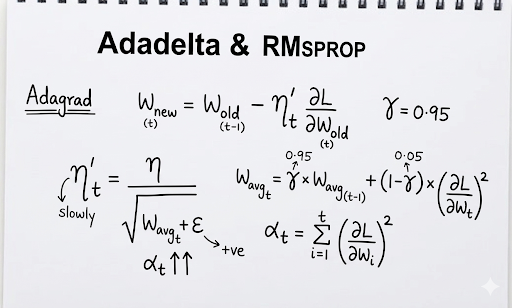 Adadelta & RMSPROP
Adagrad
W_new (t) = W_old (t-1) - η'_t ∂L/∂W_old (t)
γ = 0.95
η'_t = η / √(W_avg_t + ε)
slowly
+ve
α_t ↑↑
0.95 0.05
W_avg_t = γ × W_avg_(t-1) + (1-γ) × (∂L/∂W_t)²
α_t = Σ_{i=1}^{t} (∂L/∂W_i)²